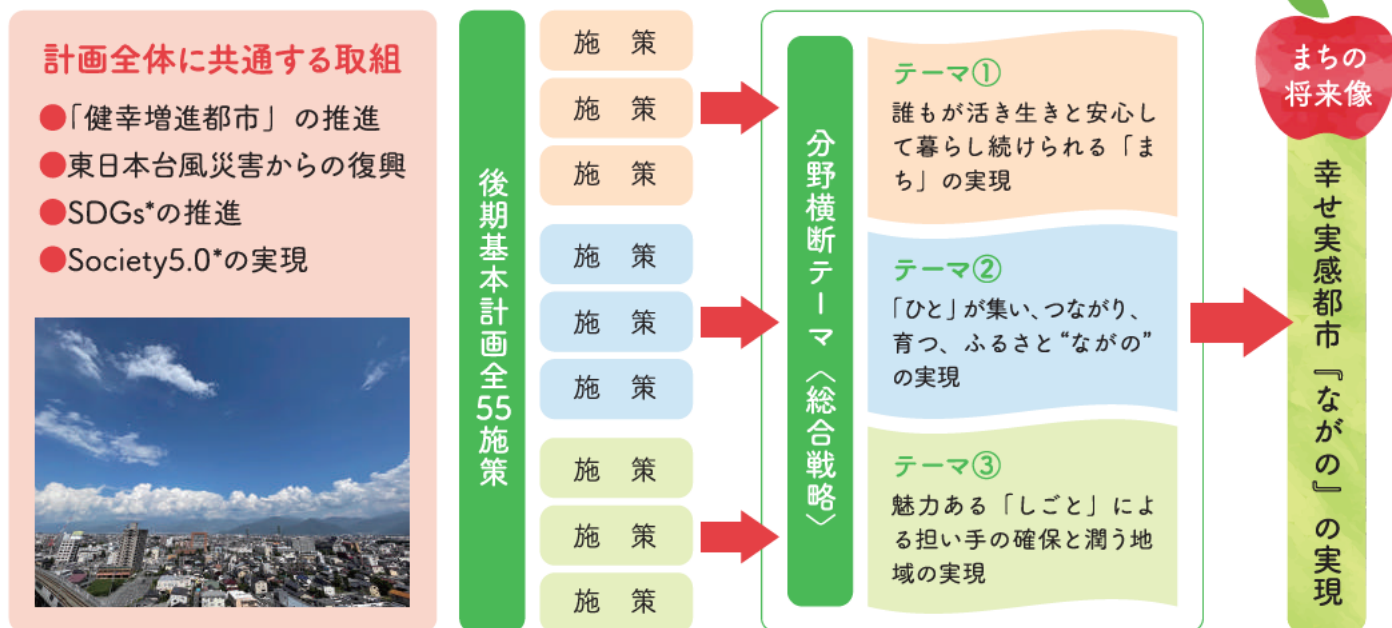 計画全体に共通する取組
●「健幸増進都市」の推進
●東日本台風災害からの復興
●SDGs*の推進
●Society5.0*の実現
後期基本計画全55施策
施 策
施 策
施 策
施 策
施 策
施 策
施 策
施 策
施 策
分野横断テーマ〈総合戦略〉
テーマ①
誰もが活き生きと安心し
て暮らし続けられる「ま
ち」の実現
テーマ②
「ひと」が集い、つながり、
育つ、ふるさと“ながの”
の実現
テーマ③
魅力ある「しごと」によ
る担い手の確保と潤う地
域の実現
まちの
将来像
幸せ実感都市『ながの』の実現